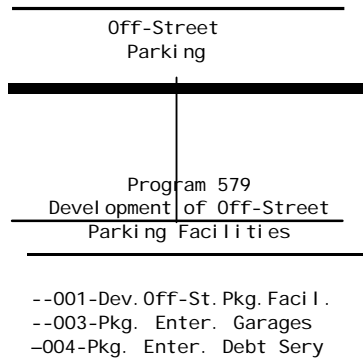 Off-Street
Parking
Program 579
Development of Off-Street
Parking Facilities
--001-Dev.Off-St.Pkg.Facil.
--003-Pkg. Enter. Garages
—004-Pkg. Enter. Debt Sery